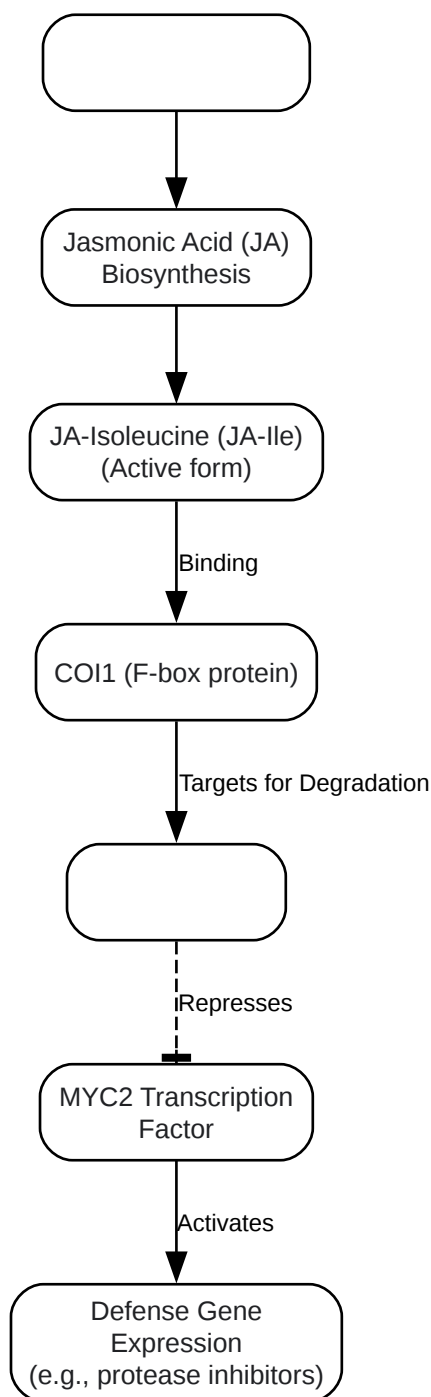 Jasmonic Acid (JA)
Biosynthesis
JA-Isoleucine (JA-Ile)
(Active form)
Binding
COI1 (F-box protein)
Targets for Degradation
Represses
MYC2 Transcription
Factor
Activates
Defense Gene
Expression
(e.g., protease inhibitors)